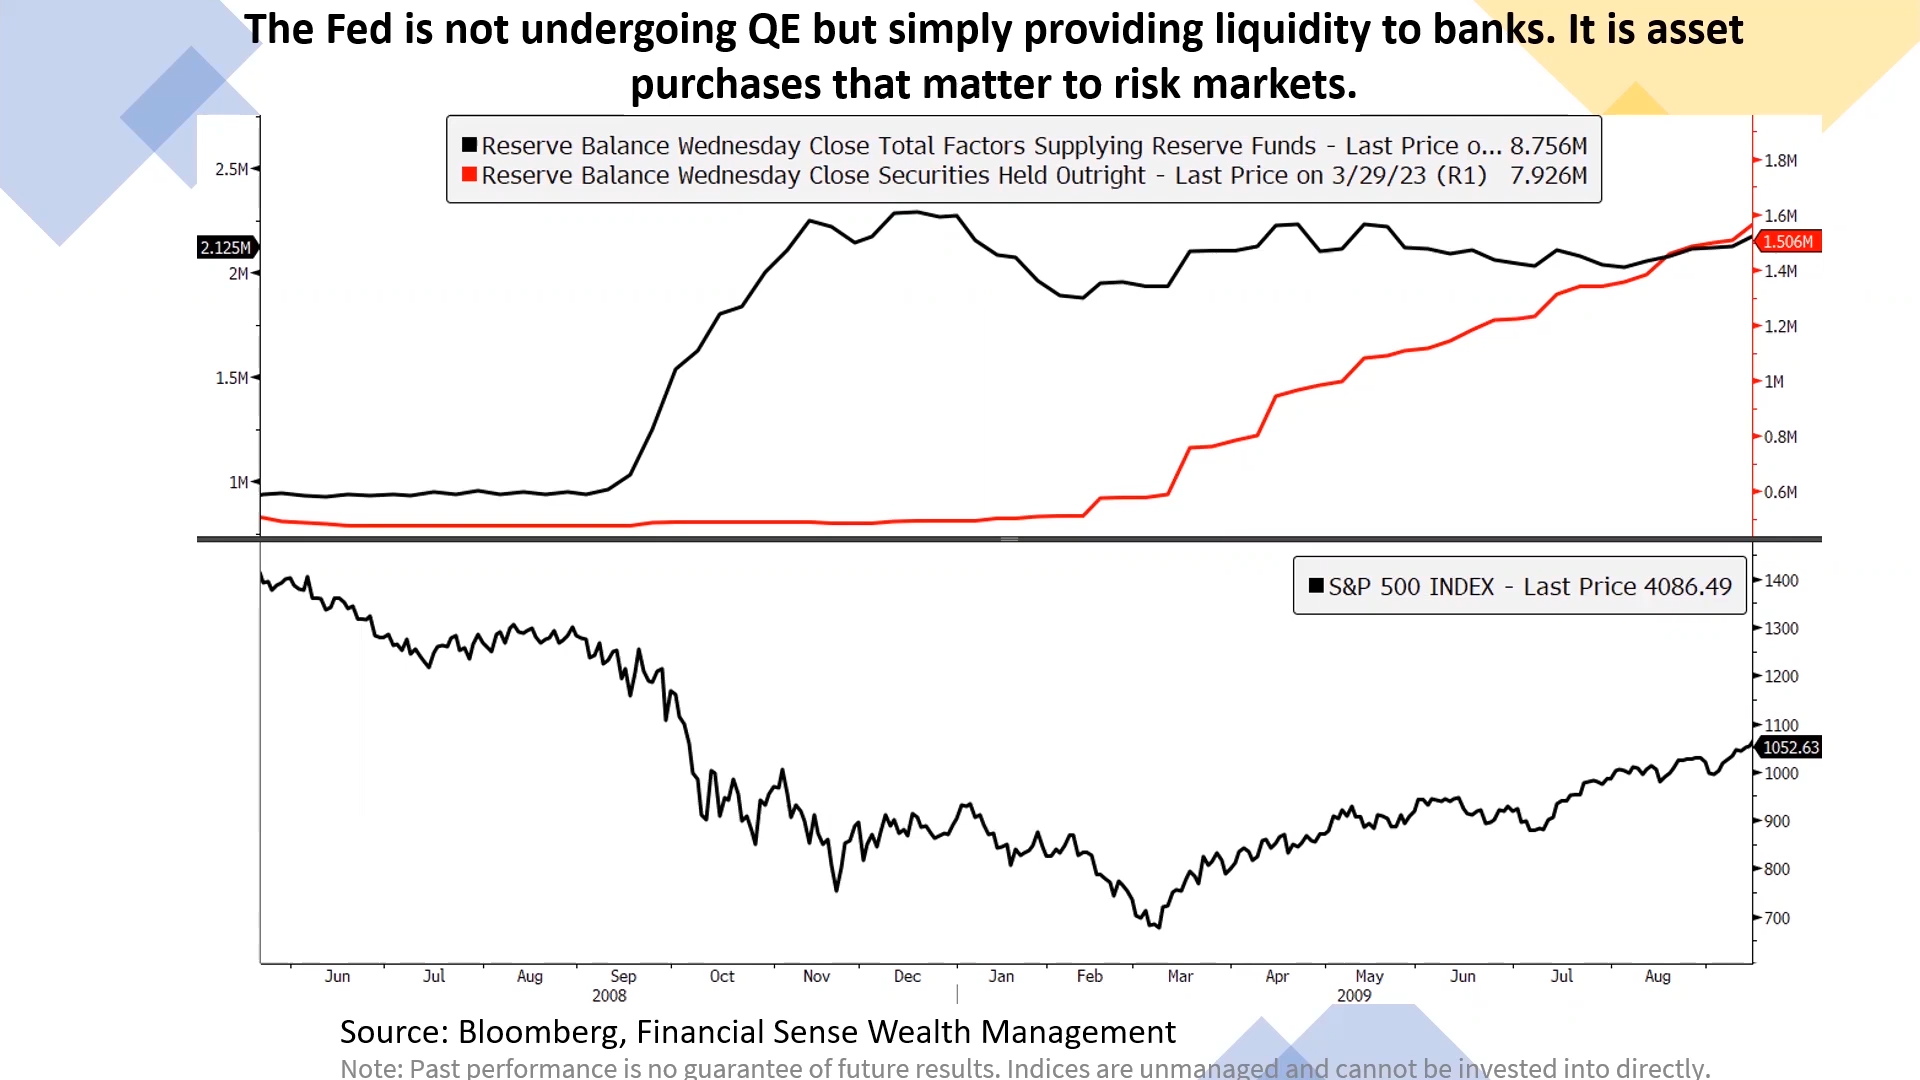 The Fed is not undergoing QE but simply providing liquidity to banks. It is asset
purchases that matter to risk markets.
Reserve Balance Wednesday Close Total Factors Supplying Reserve Funds - Last Price o... 8.756M
Reserve Balance Wednesday Close Securities Held Outright - Last Price on 3/29/23 (R1) 7.926M
2.5M
2.125M
2M
1.5M
1M
1.8M
1.6M
1.506M
1.4M
1.2M
1M
0.8M
0.6M
S&P 500 INDEX - Last Price 4086.49
1400
1300
1200
1100
1052.63
1000
900
800
700
Jun Jul Aug Sep Oct Nov Dec Jan Feb Mar Apr May Jun Jul Aug
2008 2009
Source: Bloomberg, Financial Sense Wealth Management
Note: Past performance is no guarantee of future results. Indices are unmanaged and cannot be invested into directly.